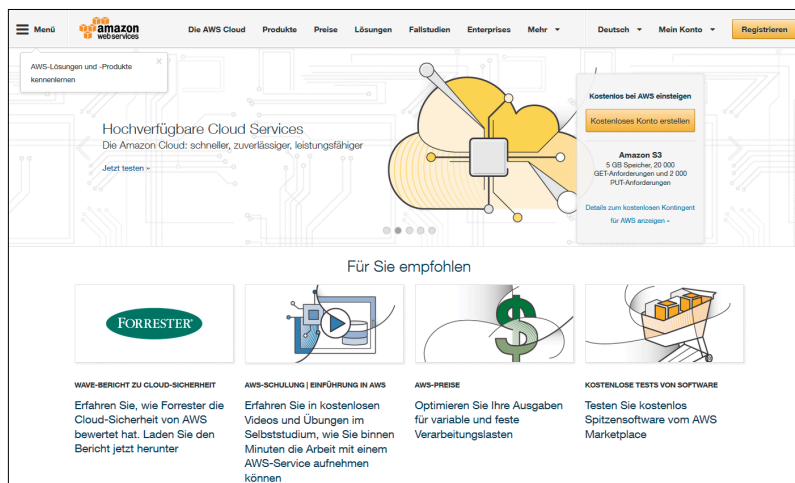 Menü
amazon
webservices
Die AWS Cloud
Produkte
Preise
Lösungen
Fallstudien
Enterprises
Mehr
Deutsch
Mein Konto
Registrieren
AWS-Lösungen und -Produkte
kennenlernen
Hochverfügbare Cloud Services
Die Amazon Cloud: schneller, zuverlässiger, leistungsfähiger
Jetzt testen »
Kostenlos bei AWS einsteigen
Kostenloses Konto erstellen
Amazon S3
5 GB Speicher, 20 000
GET-Anforderungen und 2 000
PUT-Anforderungen
Details zum kostenlosen Kontingent
für AWS anzeigen »
Für Sie empfohlen
FORRESTER®
WAVE-BERICHT ZU CLOUD-SICHERHEIT
Erfahren Sie, wie Forrester die
Cloud-Sicherheit von AWS
bewertet hat. Laden Sie den
Bericht jetzt herunter
AWS-SCHULUNG | EINFÜHRUNG IN AWS
Erfahren Sie in kostenlosen
Videos und Übungen im
Selbststudium, wie Sie binnen
Minuten die Arbeit mit einem
AWS-Service aufnehmen
können
AWS-PREISE
Optimieren Sie Ihre Ausgaben
für variable und feste
Verarbeitungslasten
KOSTENLOSE TESTS VON SOFTWARE
Testen Sie kostenlos
Spitzensoftware vom AWS
Marketplace